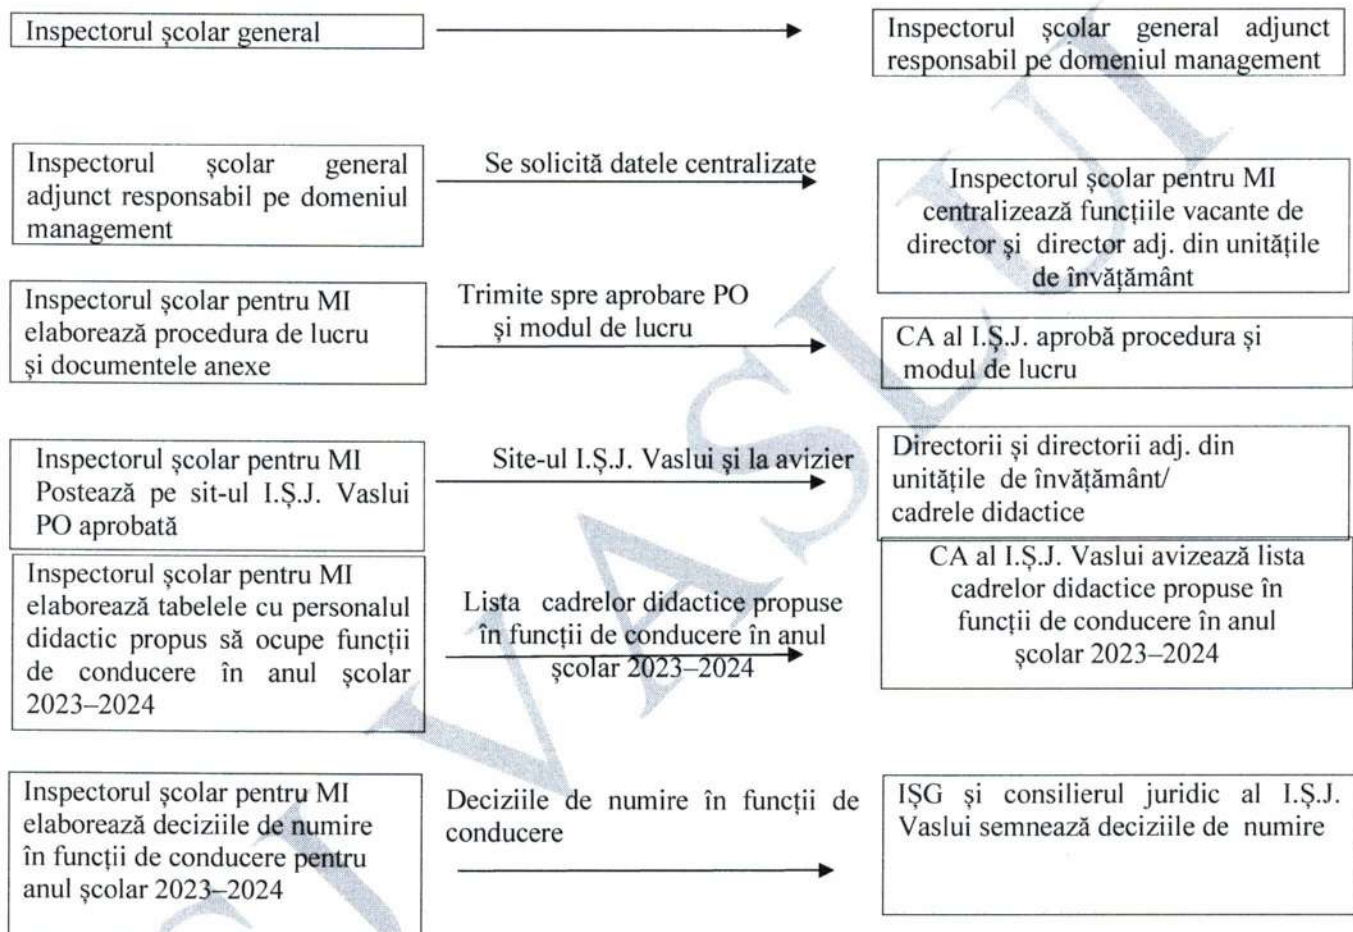 Inspectorul școlar general
Inspectorul școlar general adjunct
responsabil pe domeniul management
Inspectorul școlar general
adjunct responsabil pe domeniul
management
Se solicită datele centralizate
Inspectorul școlar pentru MI
centralizează funcțiile vacante de
director și director adj. din unitățile
de învățământ
Inspectorul școlar pentru MI
elaborează procedura de lucru
și documentele anexe
Trimite spre aprobare PO
și modul de lucru
CA al I.Ș.J. aprobă procedura și
modul de lucru
Inspectorul școlar pentru MI
Postează pe sit-ul I.Ș.J. Vaslui
PO aprobată
Site-ul I.Ș.J. Vaslui și la avizier
Directorii și directorii adj. din
unitățile de învățământ/
cadrele didactice
Inspectorul școlar pentru MI
elaborează tabelele cu personalul
didactic propus să ocupe funcții
de conducere în anul școlar
2023–2024
Lista cadrelor didactice propuse
în funcții de conducere în anul
școlar 2023–2024
CA al I.Ș.J. Vaslui avizează lista
cadrelor didactice propuse în
funcții de conducere în anul
școlar 2023–2024
Inspectorul școlar pentru MI
elaborează deciziile de numire
în funcții de conducere pentru
anul școlar 2023–2024
Deciziile de numire în funcții de
conducere
IȘG și consilierul juridic al I.Ș.J.
Vaslui semnează deciziile de numire
J VASLUI